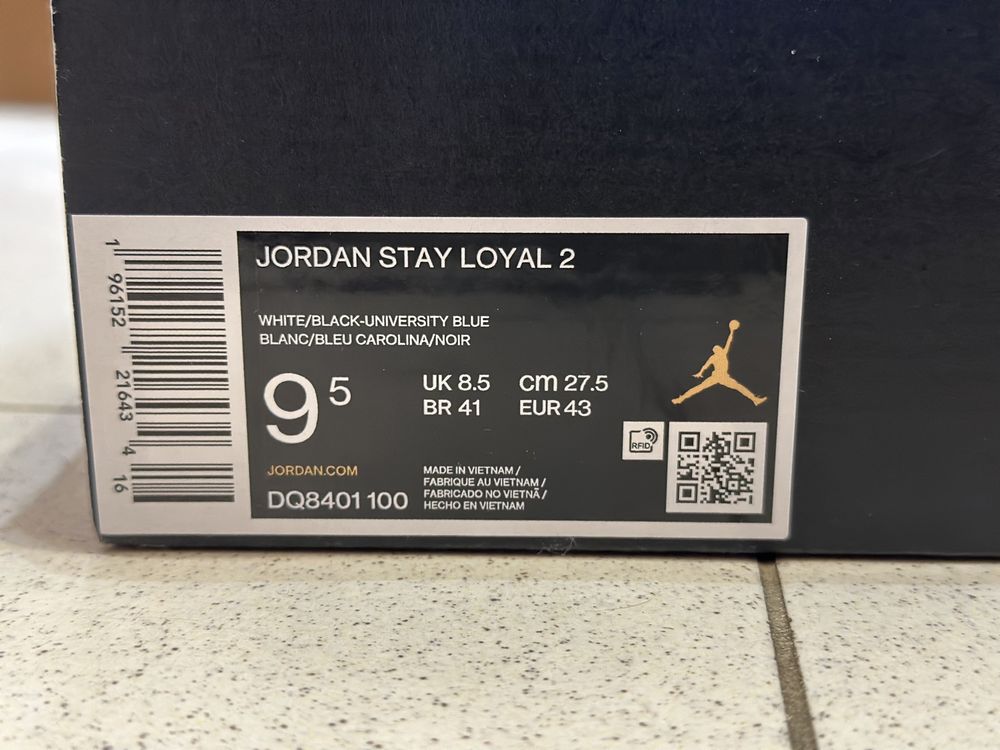 JORDAN STAY LOYAL 2
WHITE/BLACK-UNIVERSITY BLUE
BLANC/BLEU CAROLINA/NOIR
9 5
UK 8.5 cm 27.5
BR 41 EUR 43
RFID
JORDAN.COM
DQ8401 100
MADE IN VIETNAM /
FABRIQUE AU VIETNAM /
FABRICADO NO VIETNÃ /
HECHO EN VIETNAM
1 96152 21643 4 16